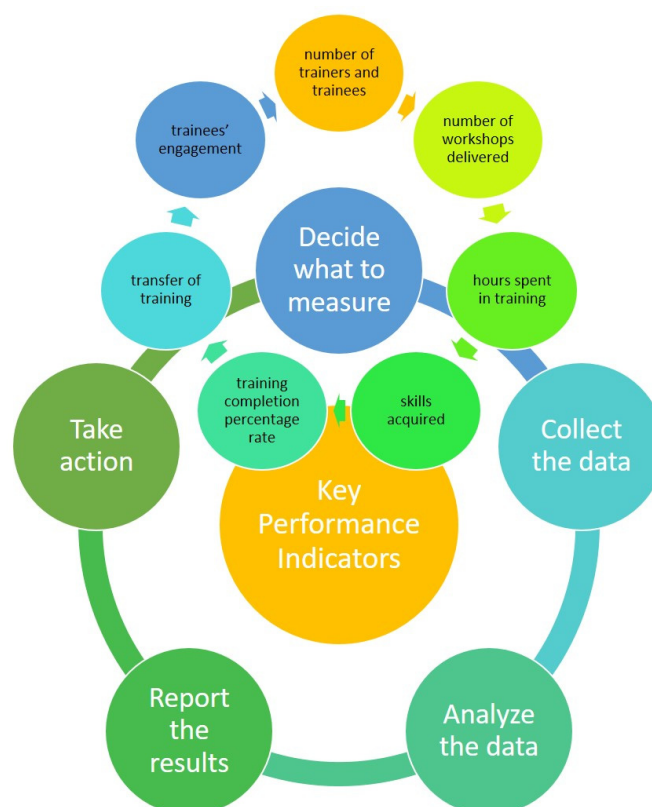 number of
trainers and
trainees
number of
workshops
delivered
hours spent
in training
skills
acquired
training
completion
percentage
rate
transfer of
training
trainees’
engagement
Decide
what to
measure
Collect
the data
Analyze
the data
Report
the
results
Take
action
Key
Performance
Indicators